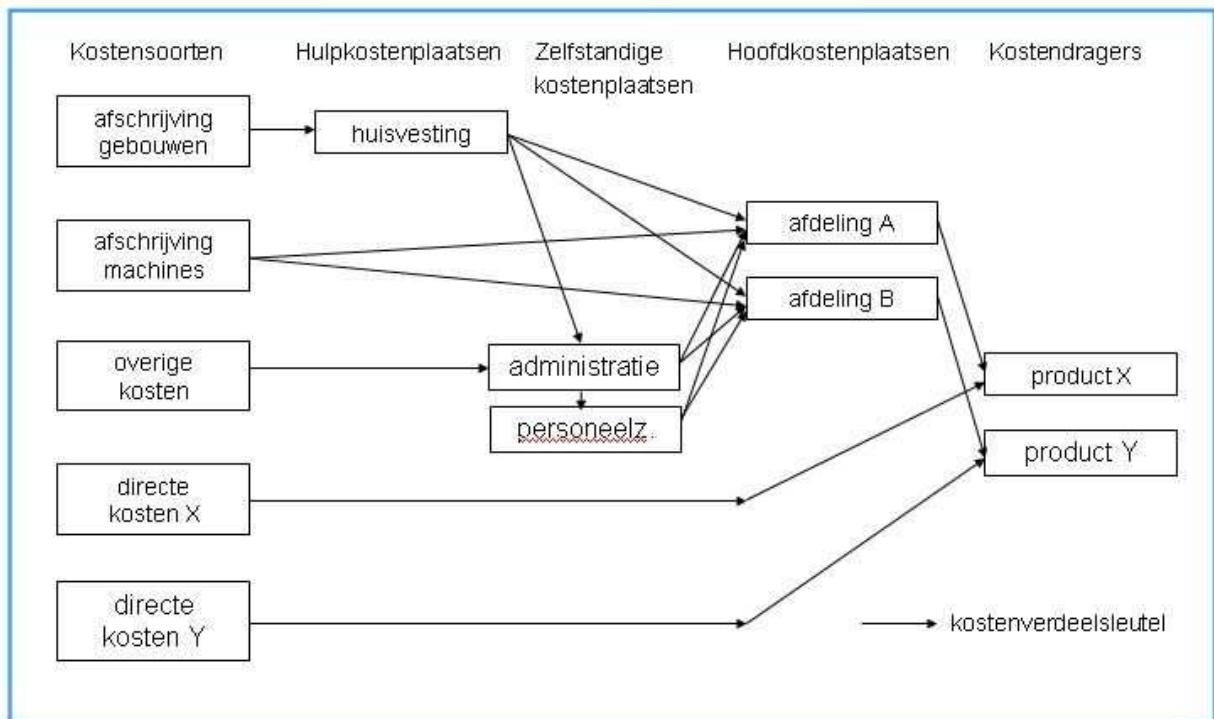 Kostensoorten
Hulpkostenplaatsen
Zelfstandige
kostenplaatsen
Hoofdkostenplaatsen
Kostendragers
afschrijving
gebouwen
huisvesting
afdeling A
afschrijving
machines
afdeling B
overige
kosten
administratie
personeelz.
product X
product Y
directe
kosten X
directe
kosten Y
kostenverdeelsleutel